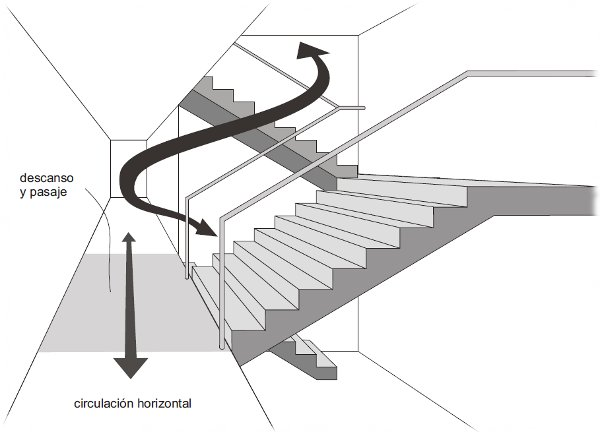 descanso
y pasaje
circulación horizontal